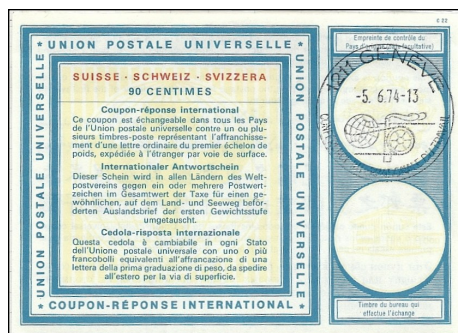 C 22
★ UNION POSTALE UNIVERSELLE ★
UNION POSTALE UNIVERSELLE
UNION POSTALE UNIVERSELLE
SUISSE · SCHWEIZ · SVIZZERA
90 CENTIMES
Coupon-réponse international
Ce coupon est échangeable dans tous les Pays
de l'Union postale universelle contre un ou plu-
sieurs timbres-poste représentant l'affranchisse-
ment d'une lettre ordinaire du premier échelon de
poids, expédiée à l'étranger par voie de surface.
Internationaler Antwortschein
Dieser Schein wird in allen Ländern des Welt-
postvereins gegen ein oder mehrere Postwert-
zeichen im Gesamtwert der Taxe für einen ge-
wöhnlichen, auf dem Land- und Seeweg beför-
derten Auslandsbrief der ersten Gewichtsstufe
umgetauscht.
Cedola-risposta internazionale
Questa cedola è cambiabile in ogni Stato
dell'Unione postale universale con uno o più
francobolli equivalenti all'affrancazione di una
lettera della prima graduazione di peso, da spedire
all'estero per la via di superficie.
★ COUPON-RÉPONSE INTERNATIONAL ★
Empreinte de contrôle du
Pays d'origine (facultative)
1211 GENÈVE
-5. 6.74-13
Timbre du bureau qui
effectue l'échange